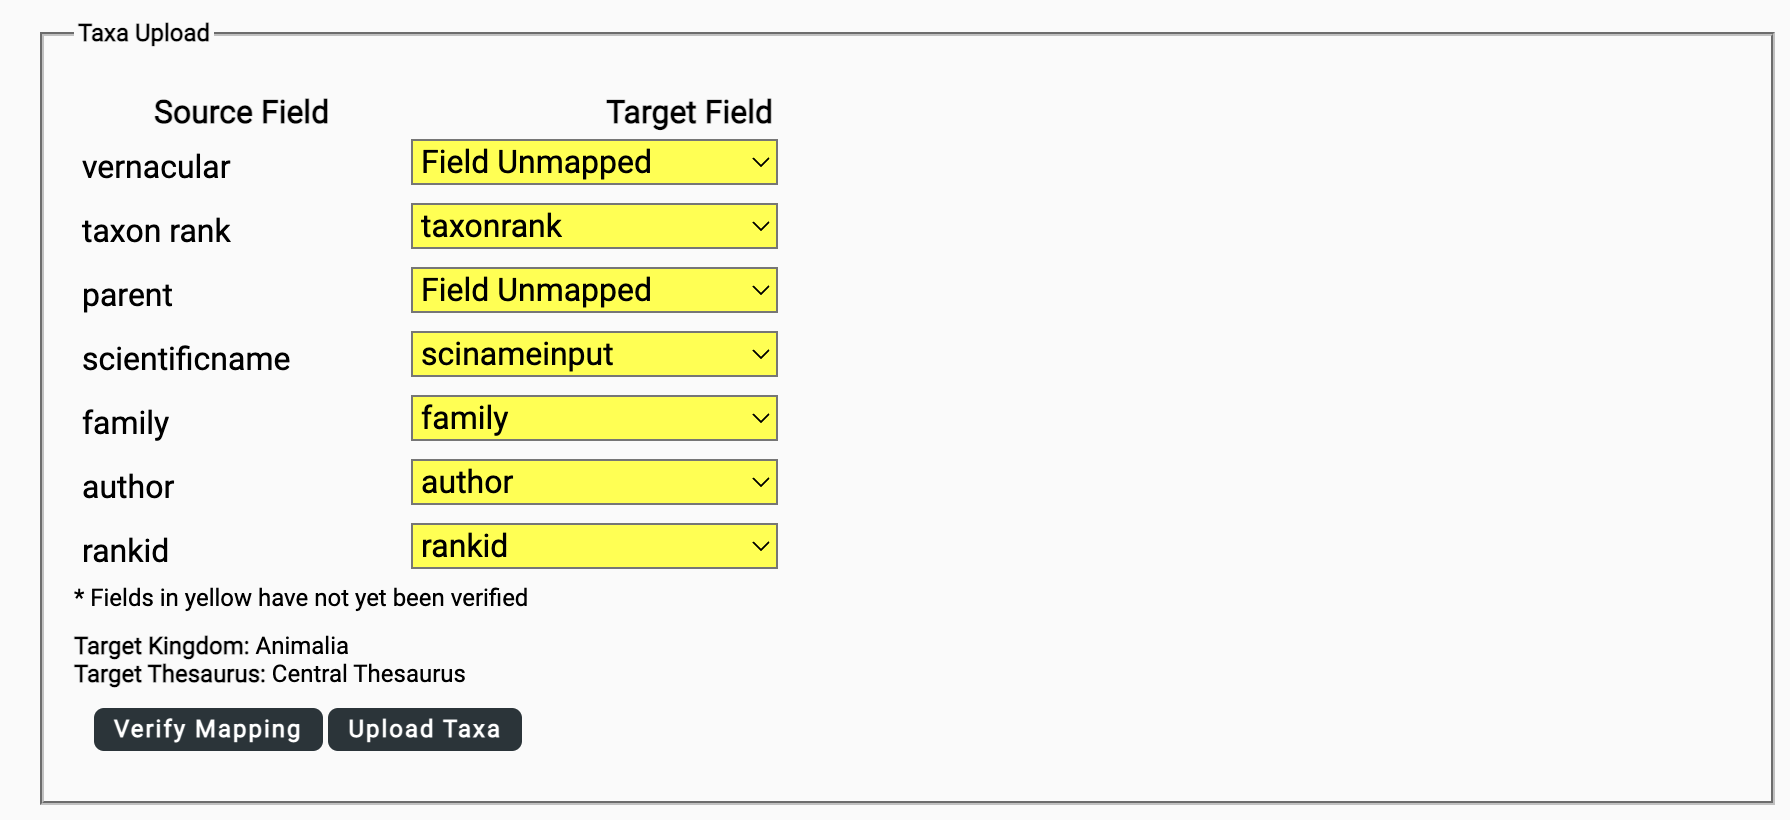 Taxa Upload
Source Field Target Field
vernacular Field Unmapped
taxon rank taxonrank
parent Field Unmapped
scientificname scinameinput
family family
author author
rankid rankid
* Fields in yellow have not yet been verified
Target Kingdom: Animalia
Target Thesaurus: Central Thesaurus
Verify Mapping Upload Taxa